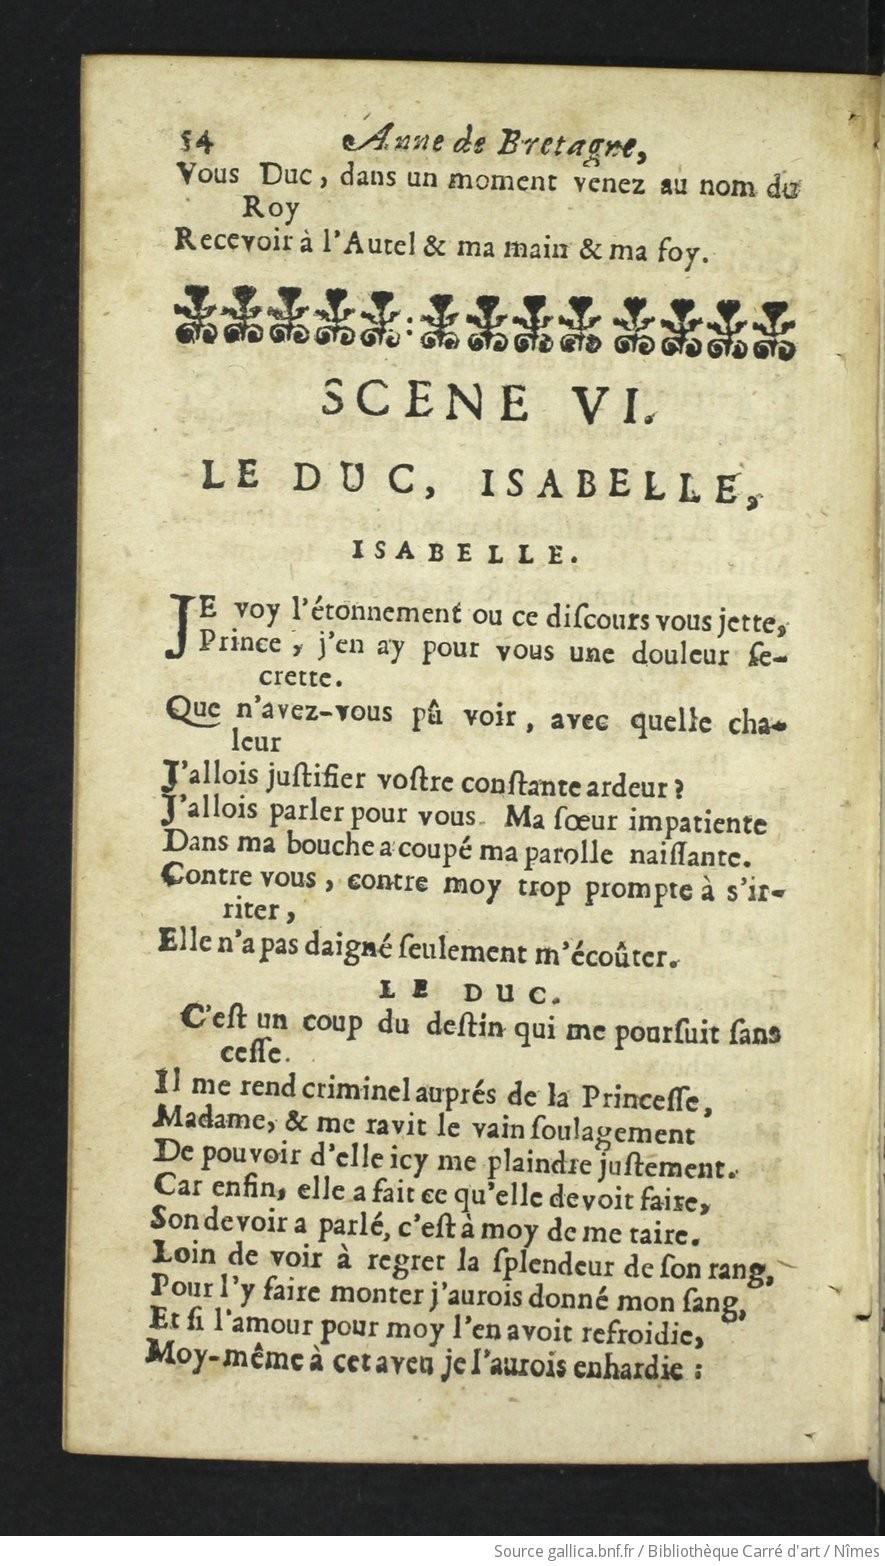 54 Anne de Bretagne,
Vous Duc, dans un moment venez au nom du
Roy
Recevoir à l'Autel & ma main & ma foy.
SCENE VI.
LE DUC, ISABELLE,
ISABELLE.
JE voy l'étonnement ou ce diſcours vous jette,
Prince, j'en ay pour vous une douleur ſe-
crette.
Que n'avez-vous pû voir, avec quelle cha-
leur
J'allois juſtifier voſtre conſtante ardeur?
J'allois parler pour vous. Ma ſœur impatiente
Dans ma bouche a coupé ma parolle naiſſante.
Contre vous, contre moy trop prompte à s'ir-
riter,
Elle n'a pas daigné ſeulement m'écoûter.
LE DUC.
C'eſt un coup du deſtin qui me pourſuit ſans
ceſſe.
Il me rend criminel auprés de la Princeſſe,
Madame, & me ravit le vain ſoulagement
De pouvoir d'elle icy me plaindre juſtement.
Car enfin, elle a fait ce qu'elle devoit faire,
Son devoir a parlé, c'eſt à moy de me taire.
Loin de voir à regret la ſplendeur de ſon rang,
Pour l'y faire monter j'aurois donné mon ſang,
Et ſi l'amour pour moy l'en avoit refroidie,
Moy-même à cet aveu je l'aurois enhardie :
Source gallica.bnf.fr / Bibliothèque Carré d'art / Nîmes